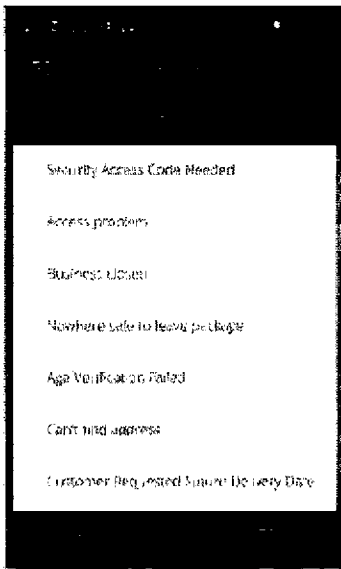 Security Access Code Needed
Access problem
Business closed
Nowhere safe to leave package
Age Verification Failed
Can't find address
Customer Requested Future Delivery Date